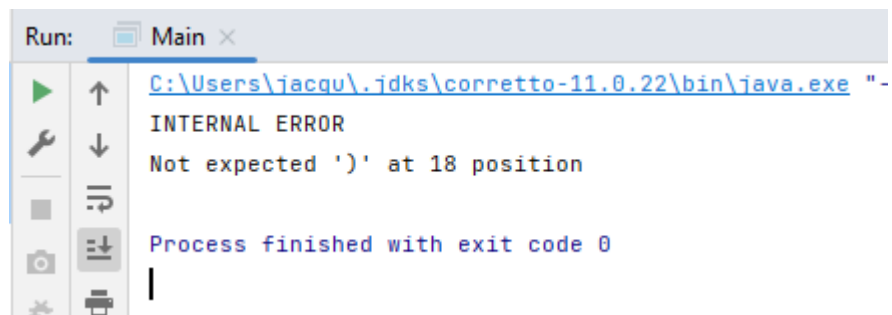 Run: Main
C:\Users\jacqu\.jdks\corretto-11.0.22\bin\java.exe "-
INTERNAL ERROR
Not expected ')' at 18 position
Process finished with exit code 0